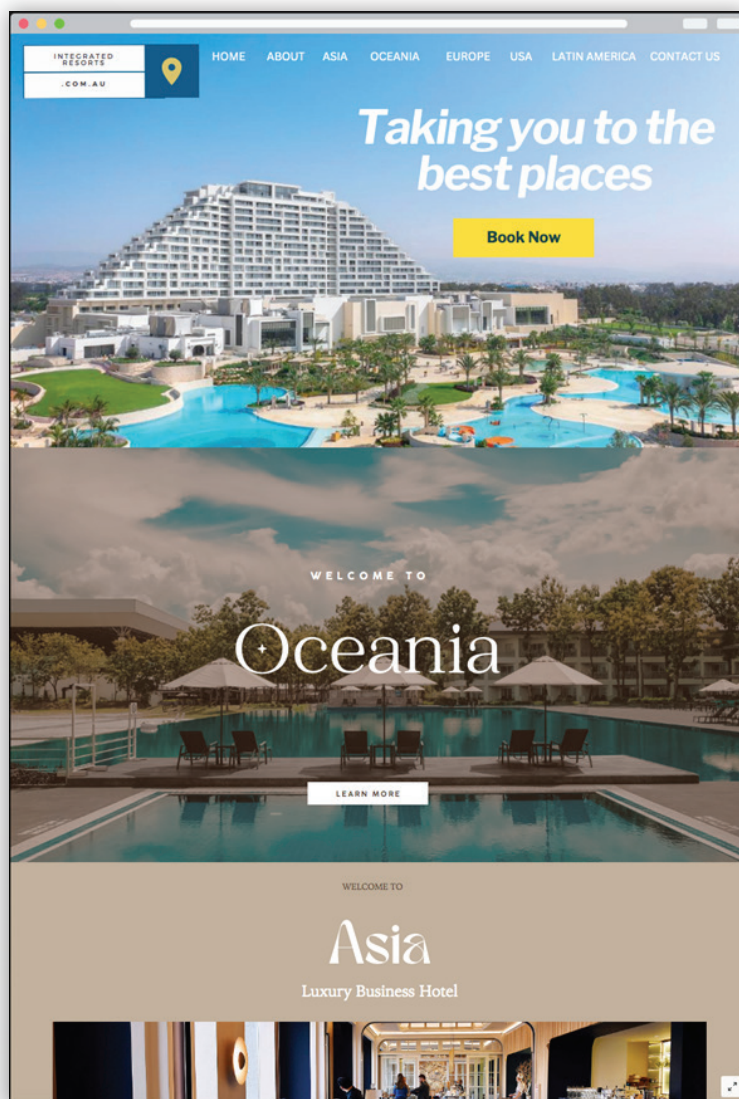 INTEGRATED
RESORTS
.COM.AU
HOME ABOUT ASIA OCEANIA EUROPE USA LATIN AMERICA CONTACT US
Taking you to the
best places
Book Now
WELCOME TO
Oceania
LEARN MORE
WELCOME TO
Asia
Luxury Business Hotel